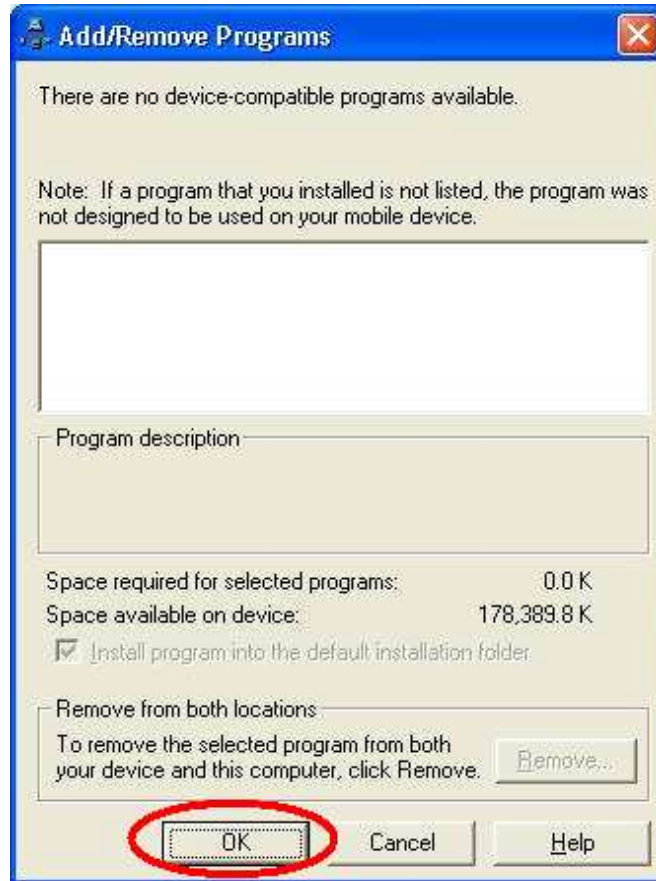 Add/Remove Programs
There are no device-compatible programs available.
Note: If a program that you installed is not listed, the program was
not designed to be used on your mobile device.
Program description
Space required for selected programs: 0.0 K
Space available on device: 178,389.8 K
Install program into the default installation folder
Remove from both locations
To remove the selected program from both
your device and this computer, click Remove.
Remove...
OK Cancel Help